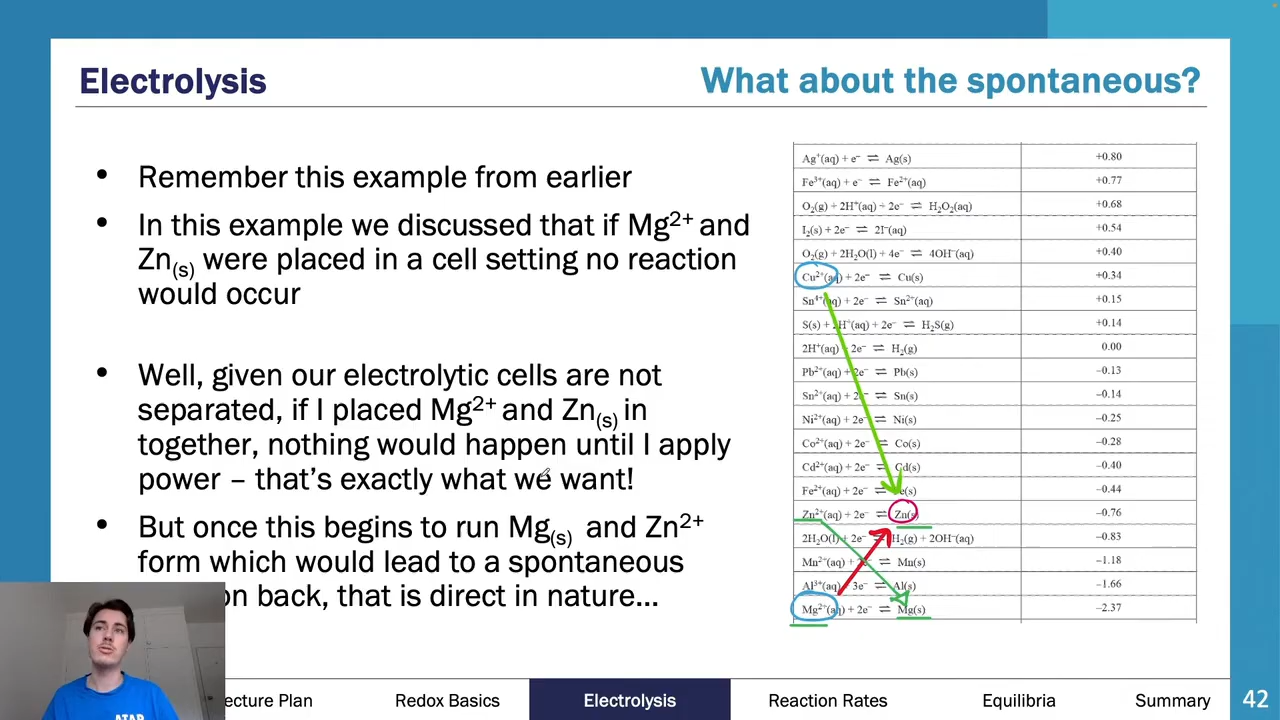 Electrolysis
What about the spontaneous?
• Remember this example from earlier
• In this example we discussed that if Mg²⁺ and
Zn(s) were placed in a cell setting no reaction
would occur
• Well, given our electrolytic cells are not
separated, if I placed Mg²⁺ and Zn(s) in
together, nothing would happen until I apply
power – that’s exactly what we want!
• But once this begins to run Mg(s) and Zn²⁺
form which would lead to a spontaneous
on back, that is direct in nature...
Ag⁺(aq) + e⁻ ⇌ Ag(s) +0.80
Fe³⁺(aq) + e⁻ ⇌ Fe²⁺(aq) +0.77
O₂(g) + 2H⁺(aq) + 2e⁻ ⇌ H₂O₂(aq) +0.68
I₂(s) + 2e⁻ ⇌ 2I⁻(aq) +0.54
O₂(g) + 2H₂O(l) + 4e⁻ ⇌ 4OH⁻(aq) +0.40
Cu²⁺(aq) + 2e⁻ ⇌ Cu(s) +0.34
Sn⁴⁺(aq) + 2e⁻ ⇌ Sn²⁺(aq) +0.15
S(s) + 2H⁺(aq) + 2e⁻ ⇌ H₂S(g) +0.14
2H⁺(aq) + 2e⁻ ⇌ H₂(g) 0.00
Pb²⁺(aq) + 2e⁻ ⇌ Pb(s) –0.13
Sn²⁺(aq) + 2e⁻ ⇌ Sn(s) –0.14
Ni²⁺(aq) + 2e⁻ ⇌ Ni(s) –0.25
Co²⁺(aq) + 2e⁻ ⇌ Co(s) –0.28
Cd²⁺(aq) + 2e⁻ ⇌ Cd(s) –0.40
Fe²⁺(aq) + 2e⁻ ⇌ Fe(s) –0.44
Zn²⁺(aq) + 2e⁻ ⇌ Zn(s) –0.76
2H₂O(l) + 2e⁻ ⇌ H₂(g) + 2OH⁻(aq) –0.83
Mn²⁺(aq) + 2e⁻ ⇌ Mn(s) –1.18
Al³⁺(aq) + 3e⁻ ⇌ Al(s) –1.66
Mg²⁺(aq) + 2e⁻ ⇌ Mg(s) –2.37
ATAR
ecture Plan
Redox Basics
Electrolysis
Reaction Rates
Equilibria
Summary
42